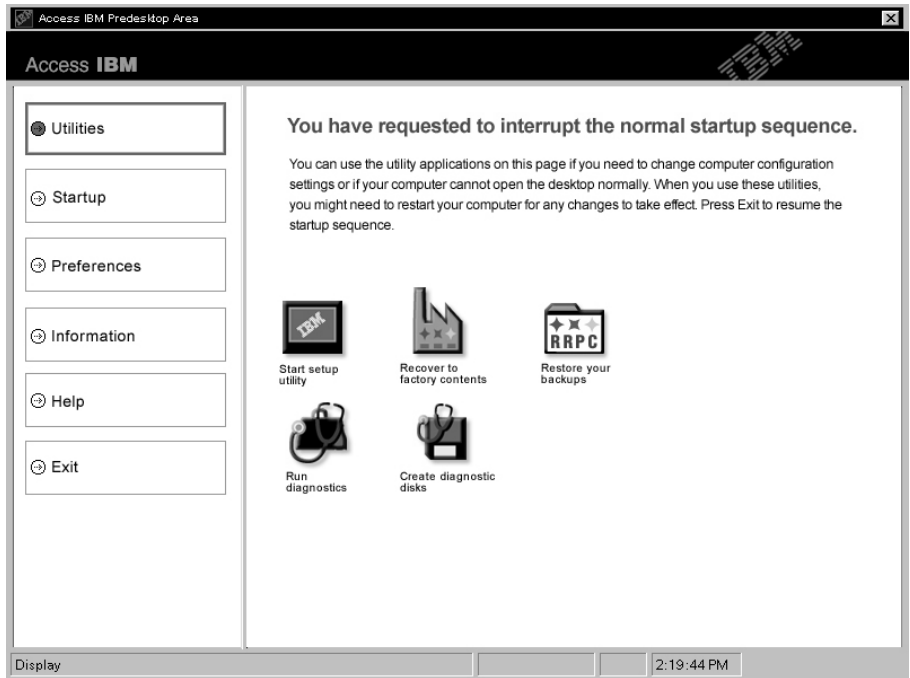 Access IBM Predesktop Area
Access IBM
IBM
Utilities
Startup
Preferences
Information
Help
Exit
You have requested to interrupt the normal startup sequence.
You can use the utility applications on this page if you need to change computer configuration
settings or if your computer cannot open the desktop normally. When you use these utilities,
you might need to restart your computer for any changes to take effect. Press Exit to resume the
startup sequence.
IBM
Start setup
utility
Recover to
factory contents
RRPC
Restore your
backups
Run
diagnostics
Create diagnostic
disks
Display
2:19:44 PM